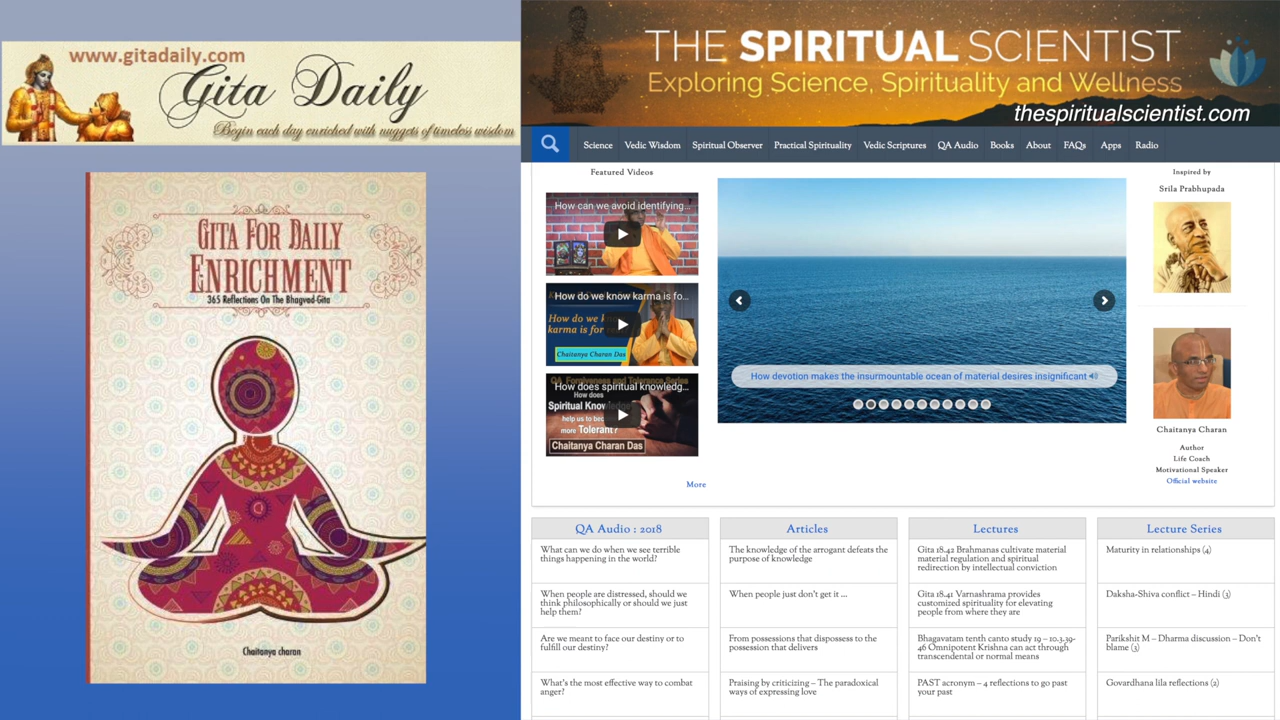 www.gitadaily.com
Gita Daily
Begin each day enriched with nuggets of timeless wisdom
GITA FOR DAILY
ENRICHMENT
365 Reflections On The Bhagvad-Gita
Chaitanya charan
THE SPIRITUAL SCIENTIST
Exploring Science, Spirituality and Wellness
thespiritualscientist.com
Science Vedic Wisdom Spiritual Observer Practical Spirituality Vedic Scriptures QA Audio Books About FAQs Apps Radio
Featured Videos
How can we avoid identifying...
How do we know karma is fo...
How do we k
karma is for
Chaitanya Charan Das
How does spiritual knowledg...
How does
Spiritual Know
help us to bec
more Tolerant?
Chaitanya Charan Das
More
How devotion makes the insurmountable ocean of material desires insignificant
Inspired by
Srila Prabhupada
Chaitanya Charan
Author
Life Coach
Motivational Speaker
Official website
QA Audio : 2018
What can we do when we see terrible
things happening in the world?
When people are distressed, should we
think philosophically or should we just
help them?
Are we meant to face our destiny or to
fulfill our destiny?
What's the most effective way to combat
anger?
Articles
The knowledge of the arrogant defeats the
purpose of knowledge
When people just don't get it ...
From possessions that dispossess to the
possession that delivers
Praising by criticizing – The paradoxical
ways of expressing love
Lectures
Gita 18.42 Brahmanas cultivate material
material regulation and spiritual
redirection by intellectual conviction
Gita 18.41 Varnashrama provides
customized spirituality for elevating
people from where they are
Bhagavatam tenth canto study 19 – 10.3.39-
46 Omnipotent Krishna can act through
transcendental or normal means
PAST acronym – 4 reflections to go past
your past
Lecture Series
Maturity in relationships (4)
Daksha-Shiva conflict – Hindi (3)
Parikshit M – Dharma discussion – Don't
blame (3)
Govardhana lila reflections (2)